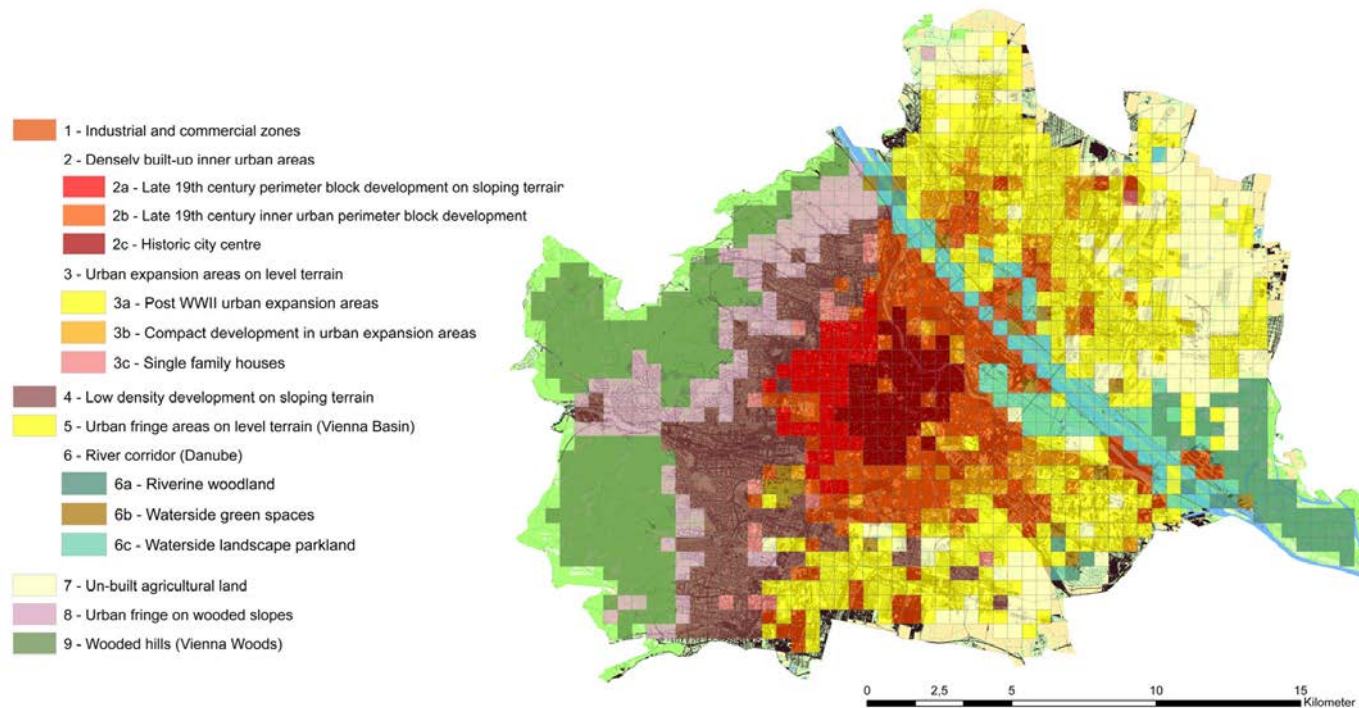 1 - Industrial and commercial zones
2 - Densely built-up inner urban areas
2a - Late 19th century perimeter block development on sloping terrain
2b - Late 19th century inner urban perimeter block development
2c - Historic city centre
3 - Urban expansion areas on level terrain
3a - Post WWII urban expansion areas
3b - Compact development in urban expansion areas
3c - Single family houses
4 - Low density development on sloping terrain
5 - Urban fringe areas on level terrain (Vienna Basin)
6 - River corridor (Danube)
6a - Riverine woodland
6b - Waterside green spaces
6c - Waterside landscape parkland
7 - Un-built agricultural land
8 - Urban fringe on wooded slopes
9 - Wooded hills (Vienna Woods)
0 2,5 5 10 15
Kilometer